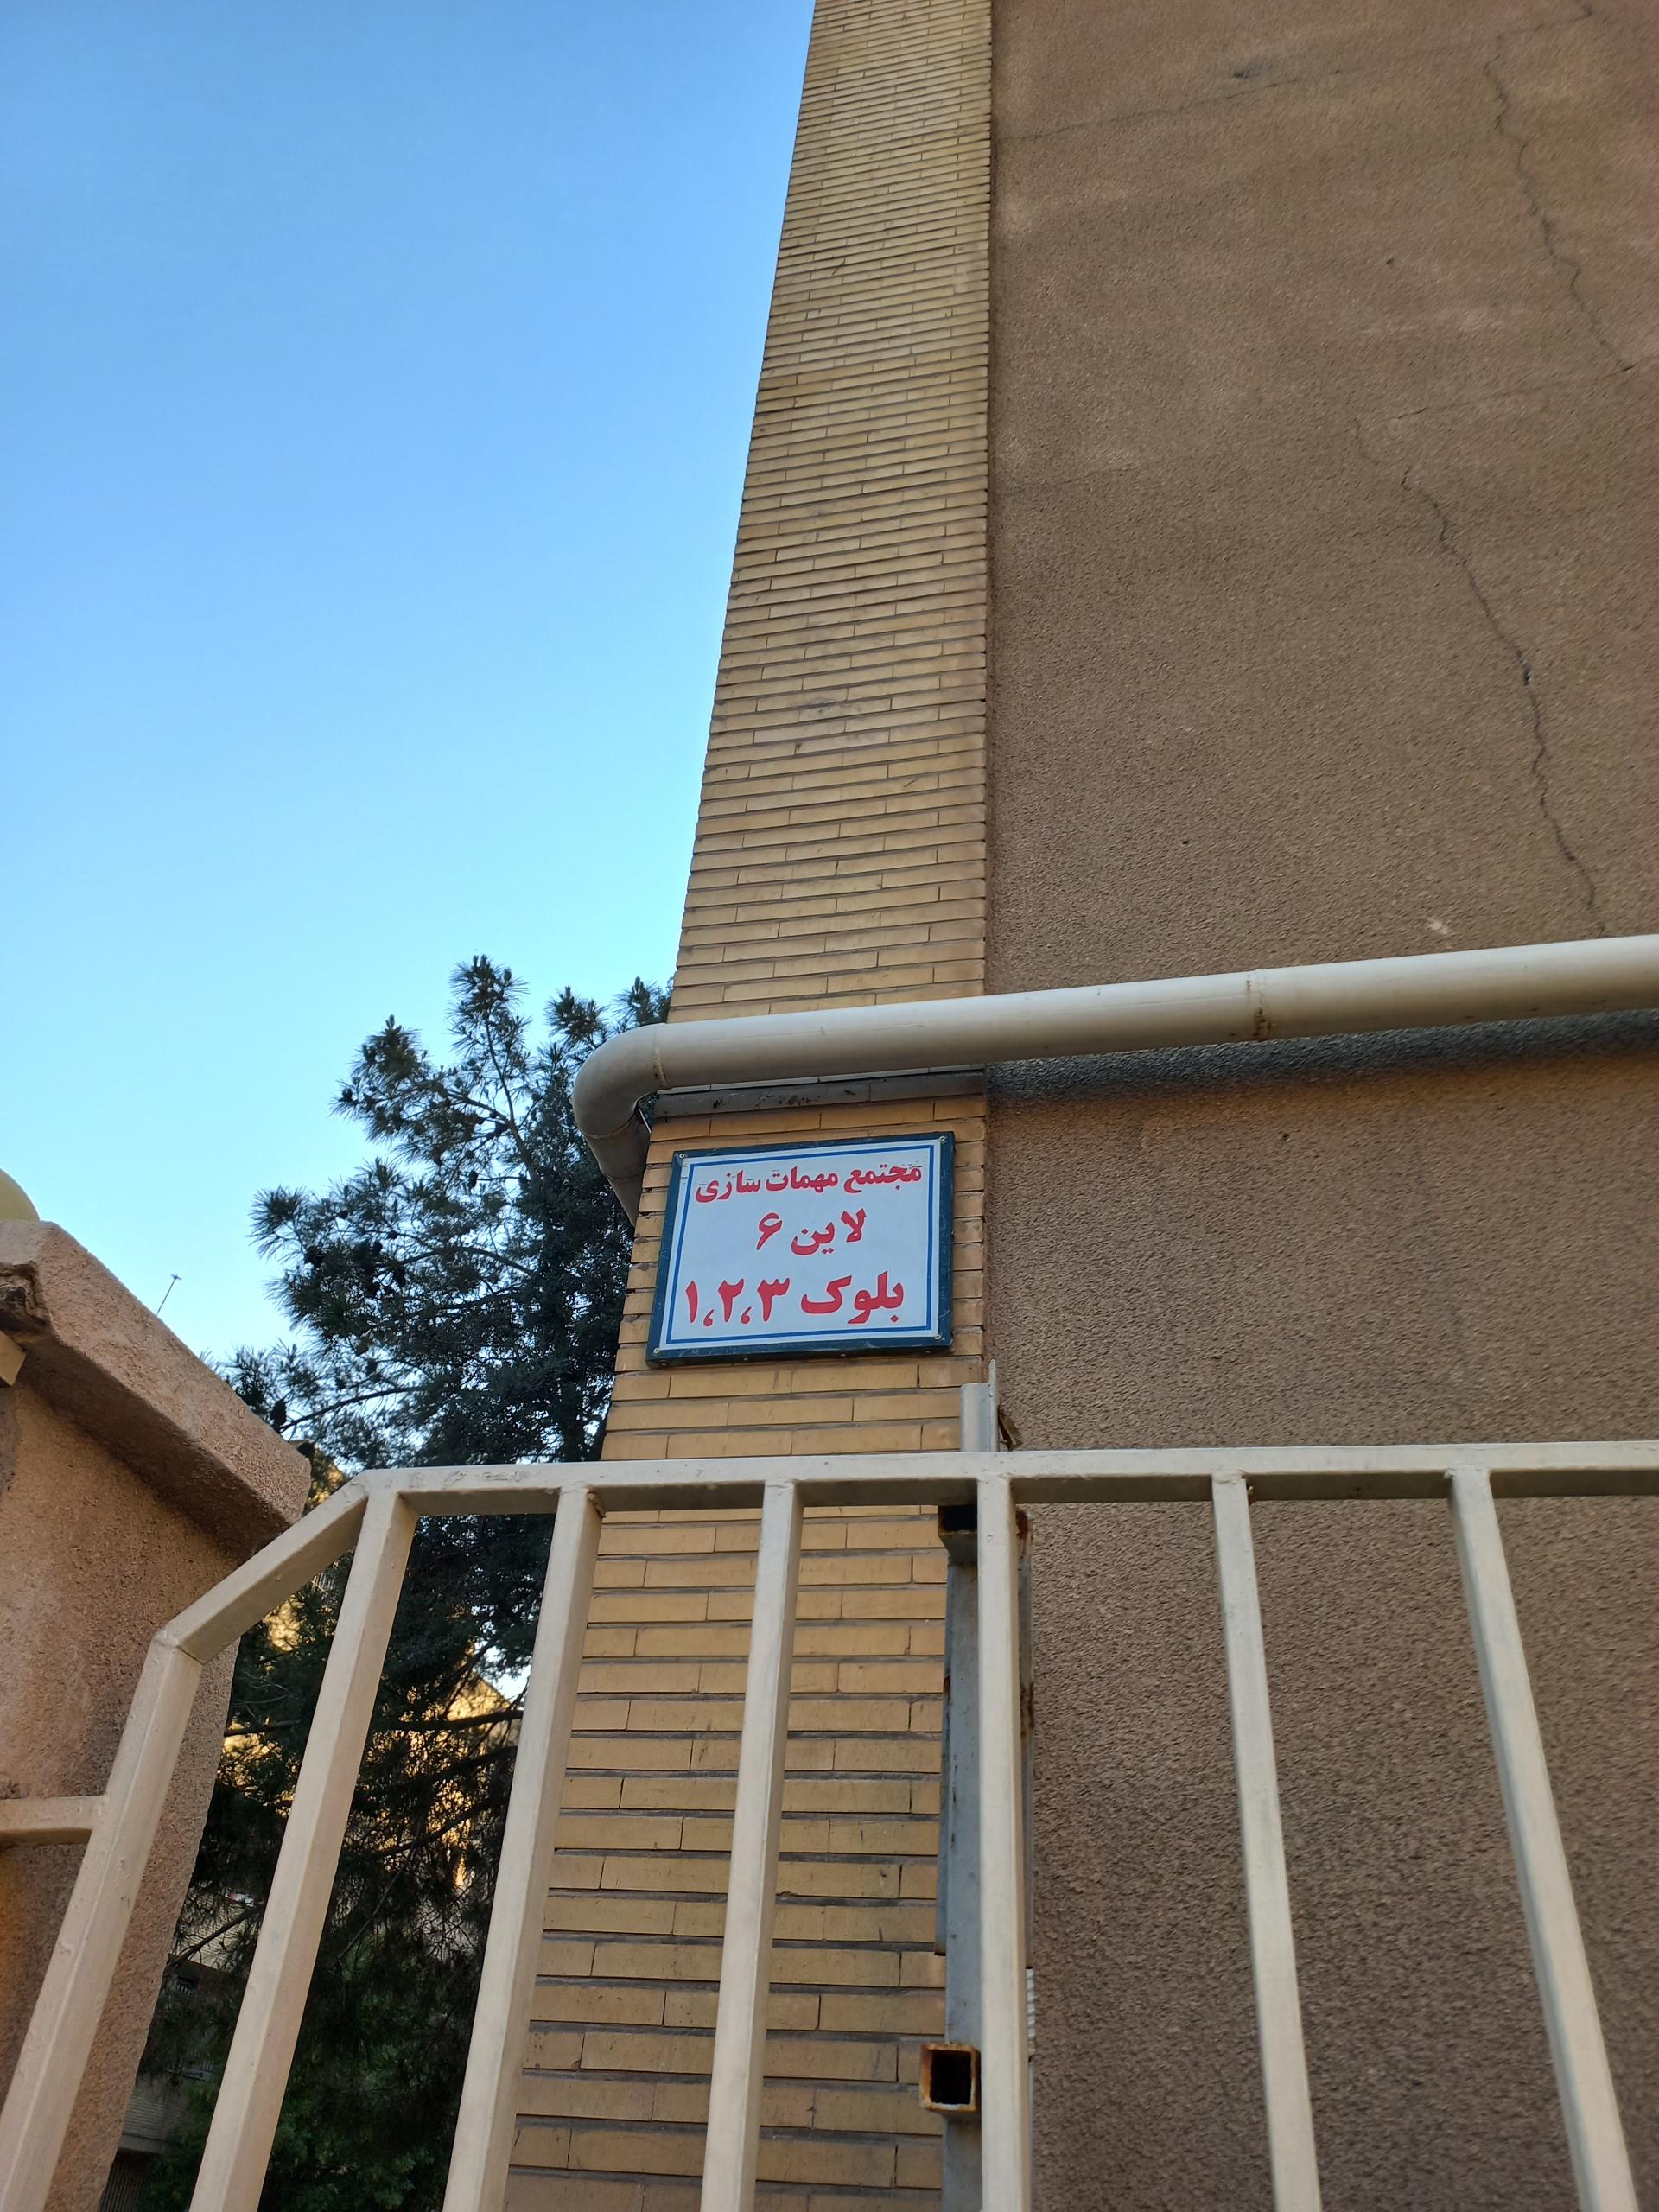 مجتمع مهمات سازی
لاین ۶
بلوک ۱،۲،۳